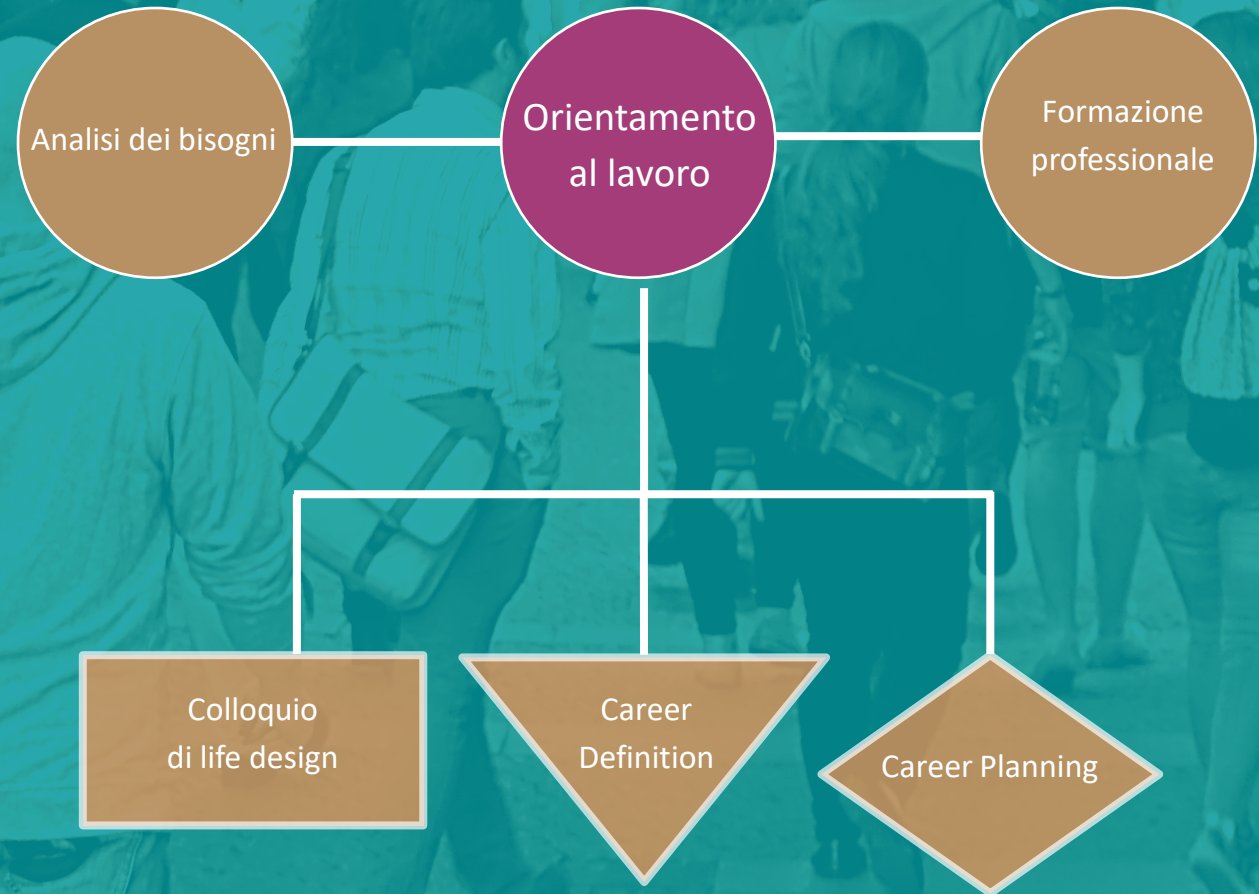 Analisi dei bisogni
Orientamento
al lavoro
Formazione
professionale
Colloquio
di life design
Career
Definition
Career Planning